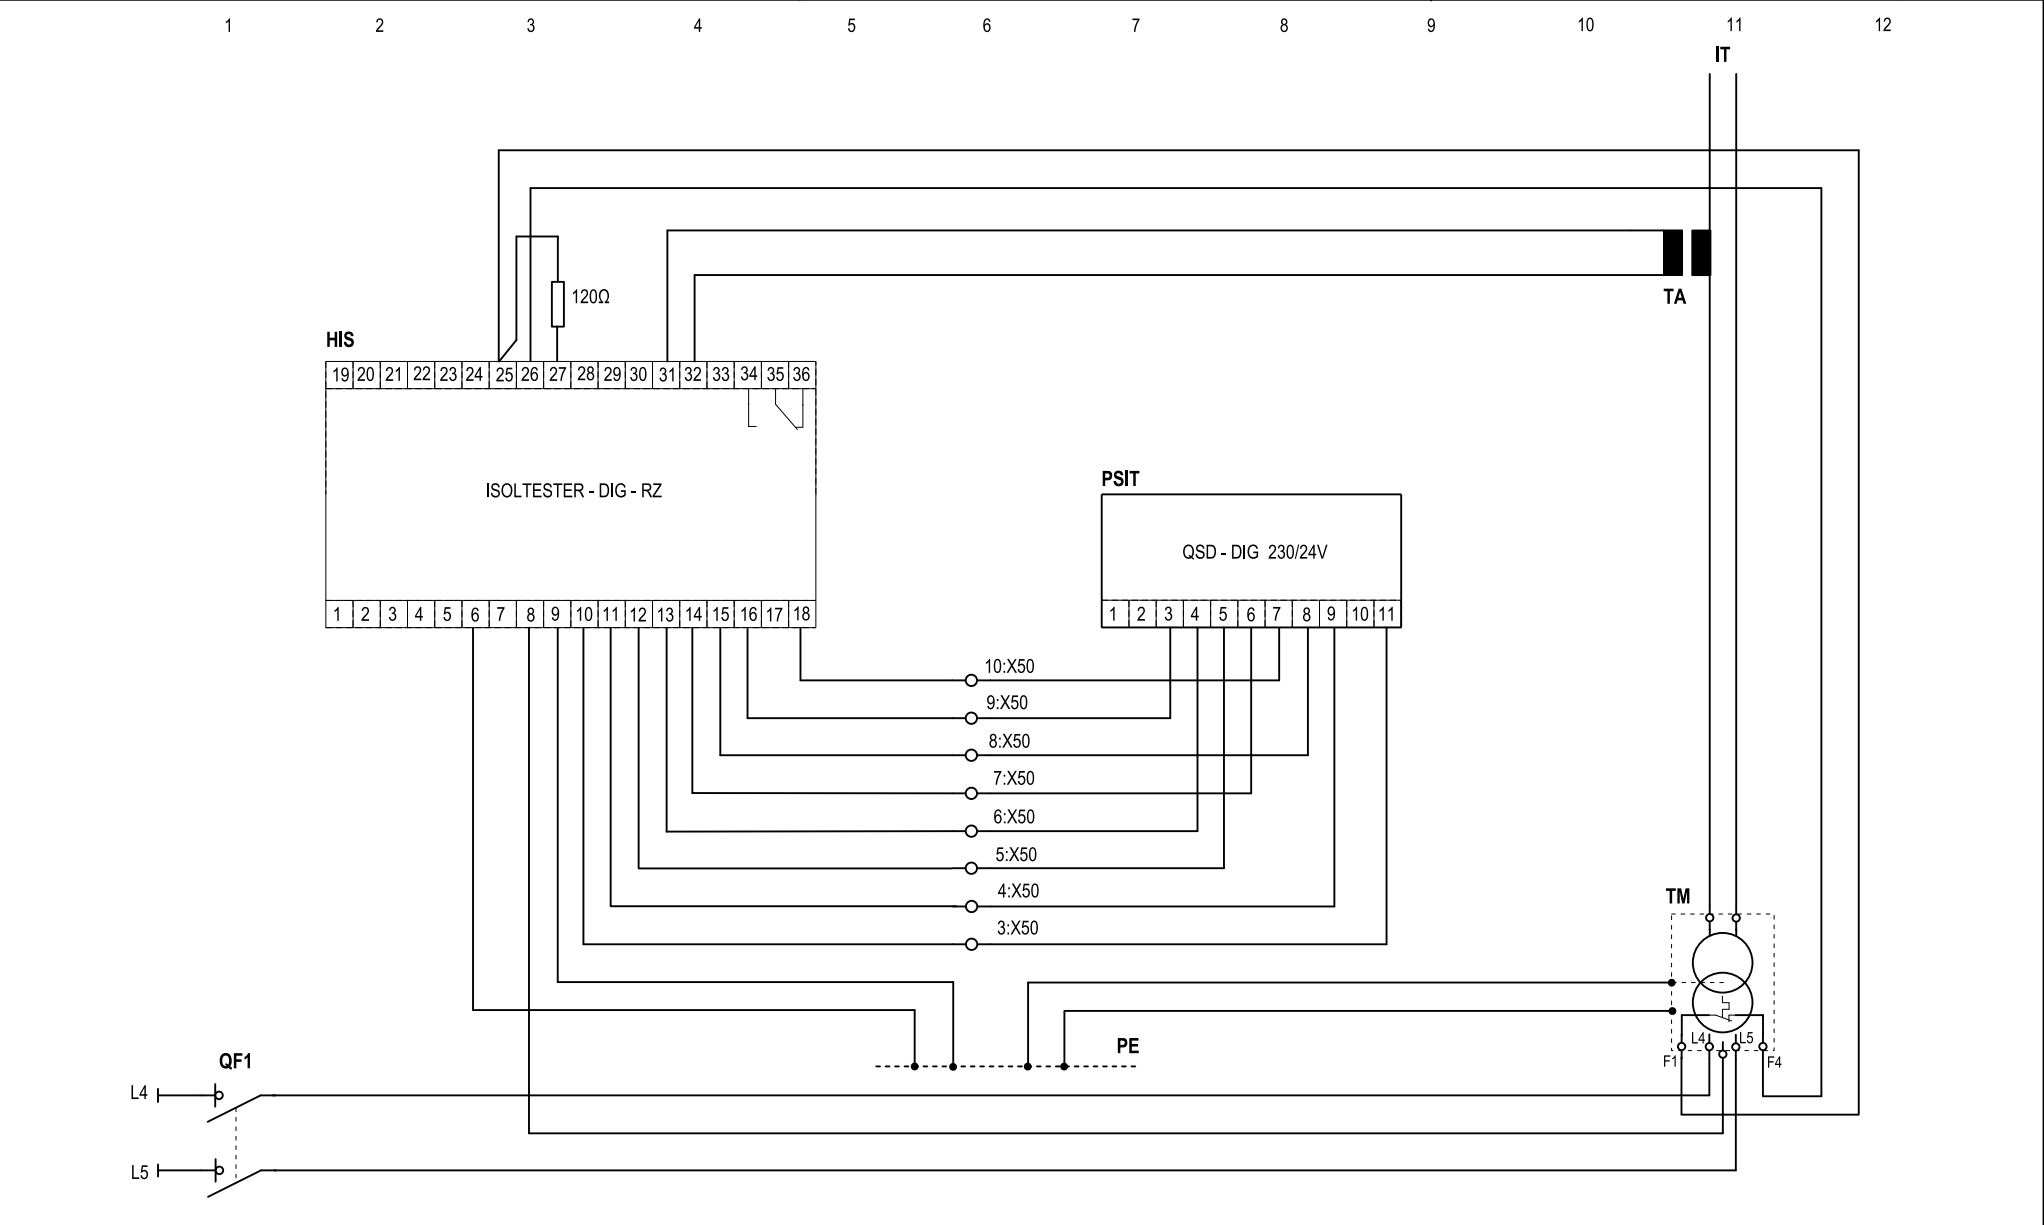 1 2 3 4 5 6 7 8 9 10 11 12
IT
TA
120Ω
HIS
19 20 21 22 23 24 25 26 27 28 29 30 31 32 33 34 35 36
ISOLTESTER - DIG - RZ
PSIT
QSD - DIG 230/24V
1 2 3 4 5 6 7 8 9 10 11 12 13 14 15 16 17 18
1 2 3 4 5 6 7 8 9 10 11
10:X50
9:X50
8:X50
7:X50
6:X50
5:X50
4:X50
3:X50
TM
L4 L5
F1 F4
PE
QF1
L4
L5